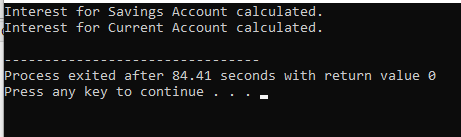 Interest for Savings Account calculated.
Interest for Current Account calculated.
--------------------------------
Process exited after 84.41 seconds with return value 0
Press any key to continue . . .